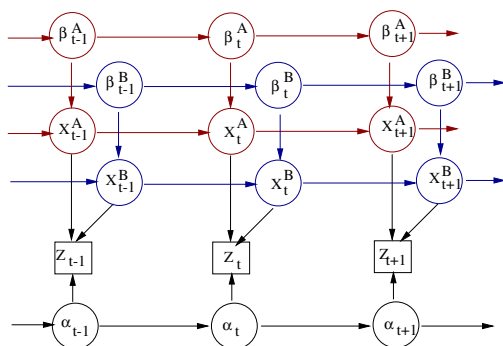 β^A_{t-1} β^A_t β^A_{t+1}
β^B_{t-1} β^B_t β^B_{t+1}
X^A_{t-1} X^A_t X^A_{t+1}
X^B_{t-1} X^B_t X^B_{t+1}
Z_{t-1} Z_t Z_{t+1}
α_{t-1} α_t α_{t+1}